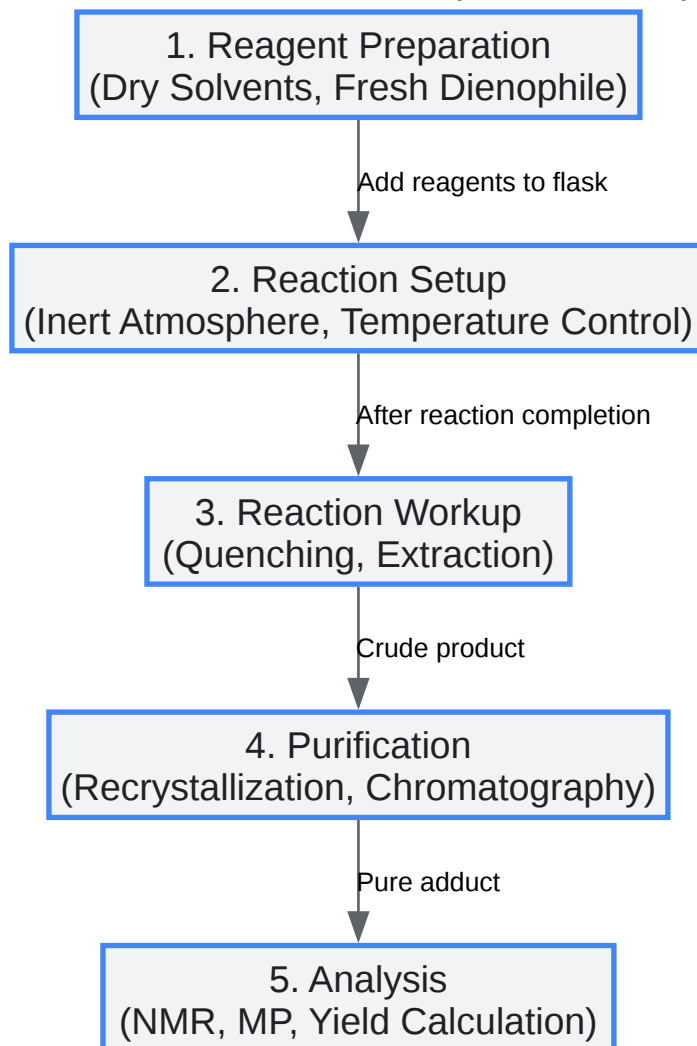 1. Reagent Preparation
(Dry Solvents, Fresh Dienophile)
Add reagents to flask
2. Reaction Setup
(Inert Atmosphere, Temperature Control)
After reaction completion
3. Reaction Workup
(Quenching, Extraction)
Crude product
4. Purification
(Recrystallization, Chromatography)
Pure adduct
5. Analysis
(NMR, MP, Yield Calculation)